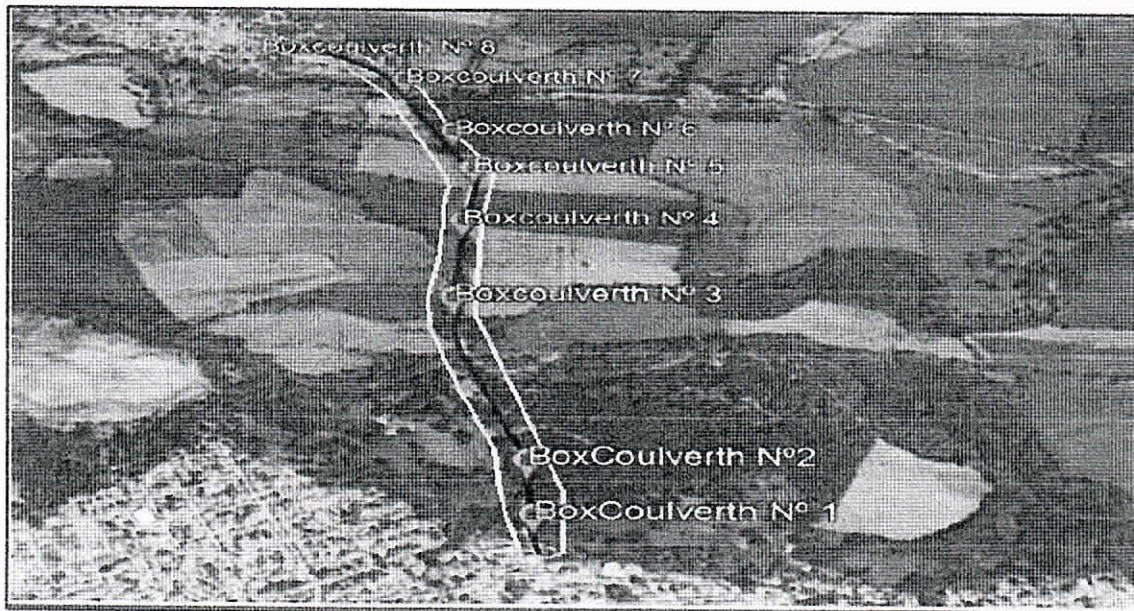 Boxcoulverth Nº 8
Boxcoulverth Nº 7
Boxcoulverth Nº 6
Boxcoulverth Nº 5
Boxcoulverth Nº 4
Boxcoulverth Nº 3
BoxCoulverth Nº2
BoxCoulverth Nº 1